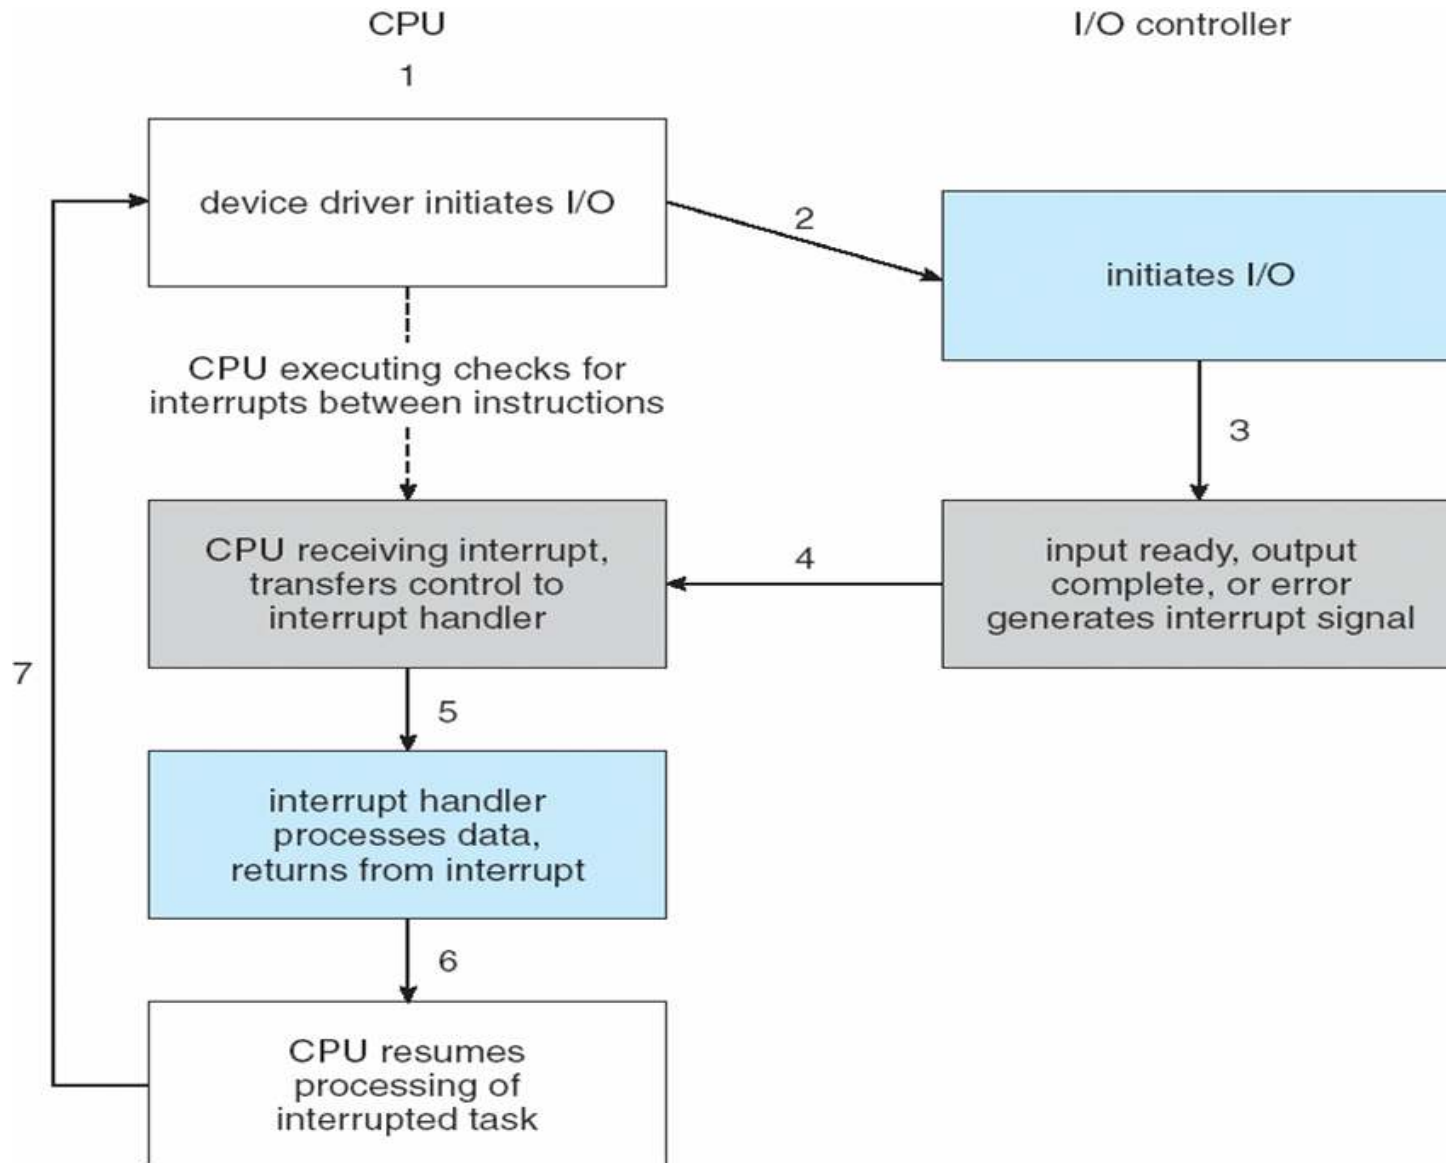 CPU
I/O controller
1
device driver initiates I/O
2
initiates I/O
CPU executing checks for
interrupts between instructions
3
CPU receiving interrupt,
transfers control to
interrupt handler
4
input ready, output
complete, or error
generates interrupt signal
7
5
interrupt handler
processes data,
returns from interrupt
6
CPU resumes
processing of
interrupted task